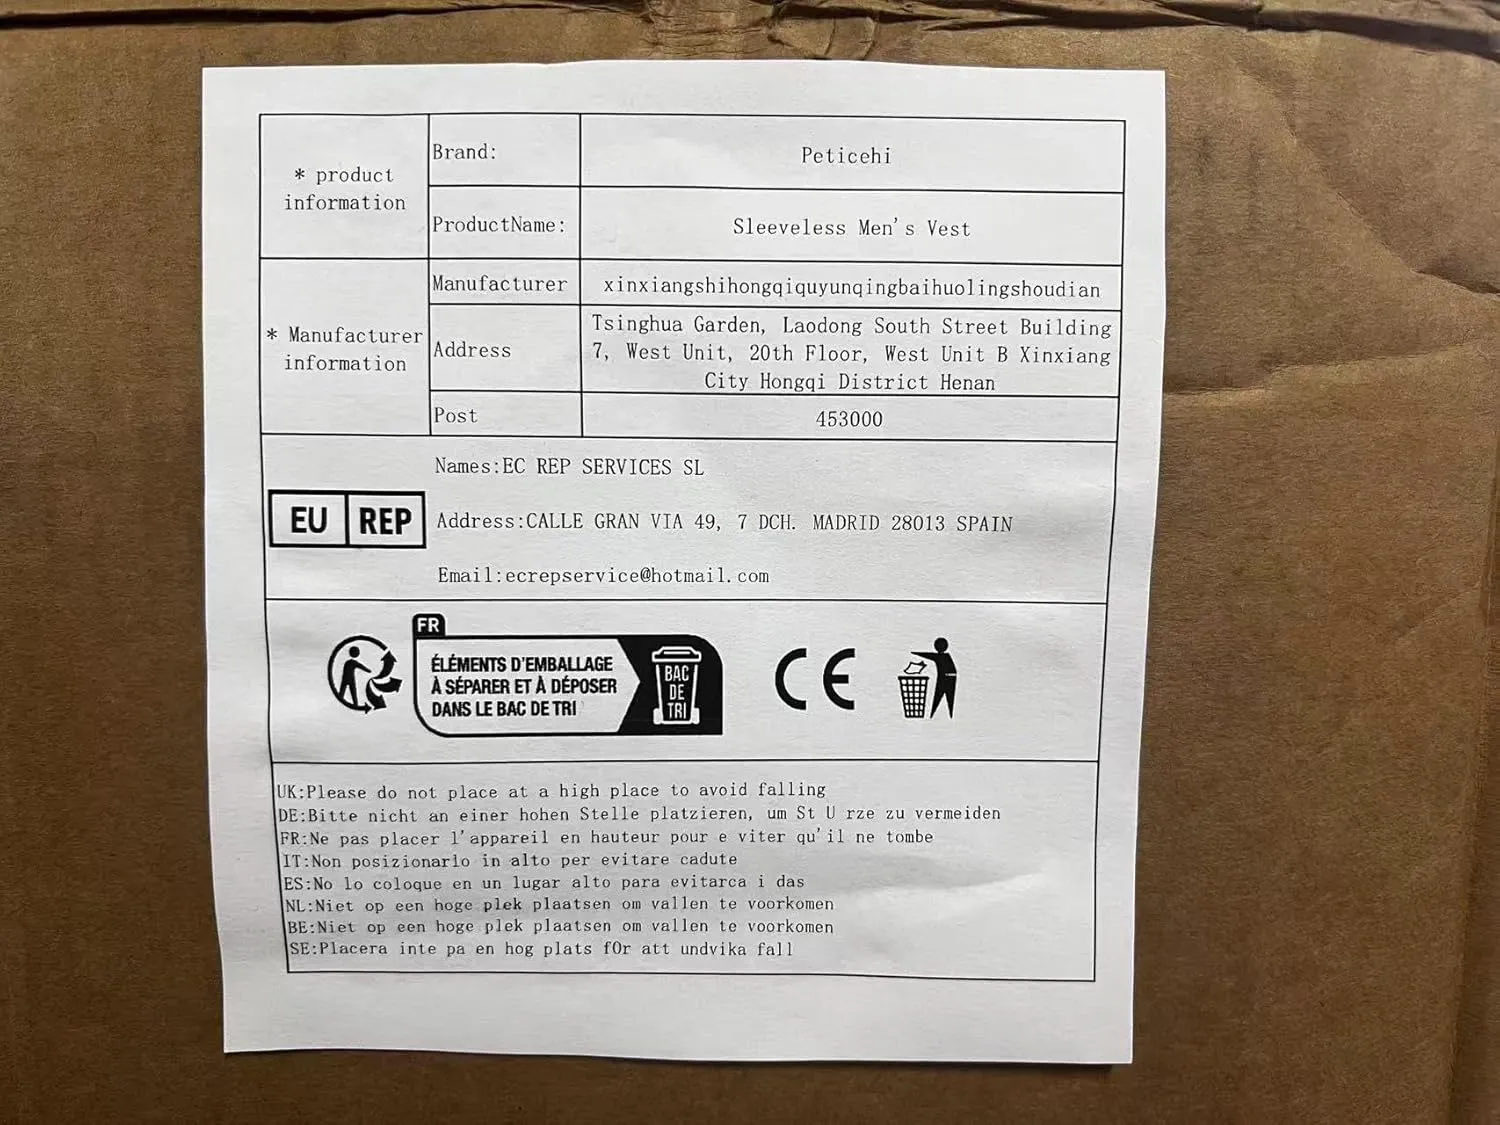 * product
information
Brand:
Peticehi
ProductName:
Sleeveless Men's Vest
* Manufacturer
information
Manufacturer
xinxiangshihongqiquyunqingbaihuolingshoudian
Address
Tsinghua Garden, Laodong South Street Building
7, West Unit, 20th Floor, West Unit B Xinxiang
City Hongqi District Henan
Post
453000
EU REP
Names:EC REP SERVICES SL
Address:CALLE GRAN VIA 49, 7 DCH. MADRID 28013 SPAIN
Email:ecrepservice@hotmail.com
FR
ÉLÉMENTS D'EMBALLAGE
À SÉPARER ET À DÉPOSER
DANS LE BAC DE TRI
BAC
DE
TRI
CE
UK:Please do not place at a high place to avoid falling
DE:Bitte nicht an einer hohen Stelle platzieren, um St U rze zu vermeiden
FR:Ne pas placer l'appareil en hauteur pour e viter qu'il ne tombe
IT:Non posizionarlo in alto per evitare cadute
ES:No lo coloque en un lugar alto para evitarca i das
NL:Niet op een hoge plek plaatsen om vallen te voorkomen
BE:Niet op een hoge plek plaatsen om vallen te voorkomen
SE:Placera inte pa en hog plats fOr att undvika fall